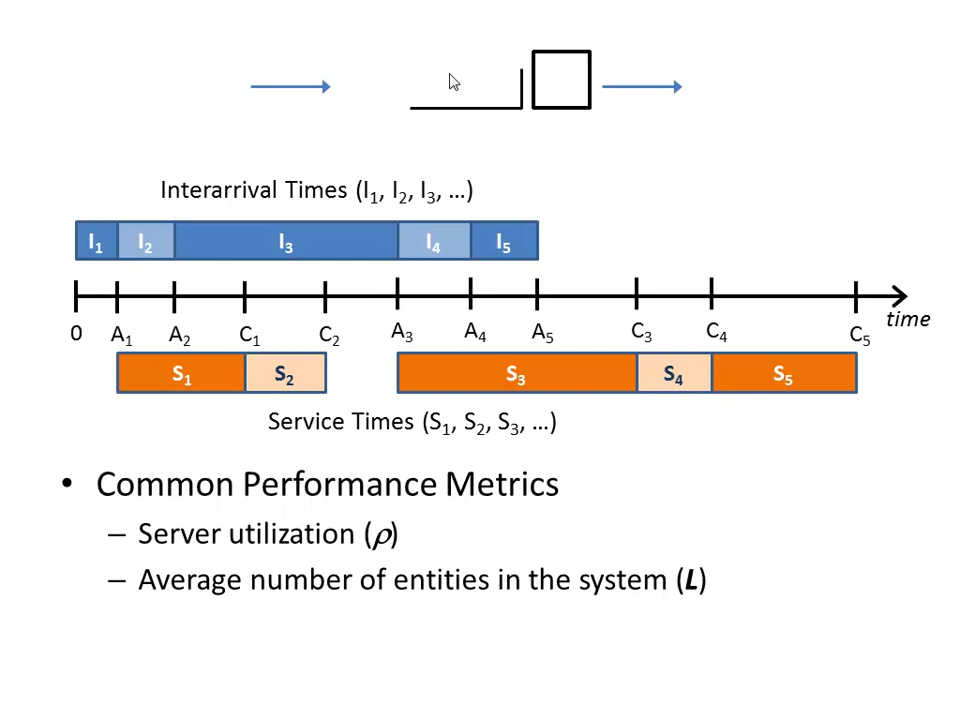 Interarrival Times (I₁, I₂, I₃, …)
I₁ I₂ I₃ I₄ I₅
0 A₁ A₂ C₁ C₂ A₃ A₄ A₅ C₃ C₄ C₅ time
S₁ S₂ S₃ S₄ S₅
Service Times (S₁, S₂, S₃, …)
• Common Performance Metrics
– Server utilization (ρ)
– Average number of entities in the system (L)